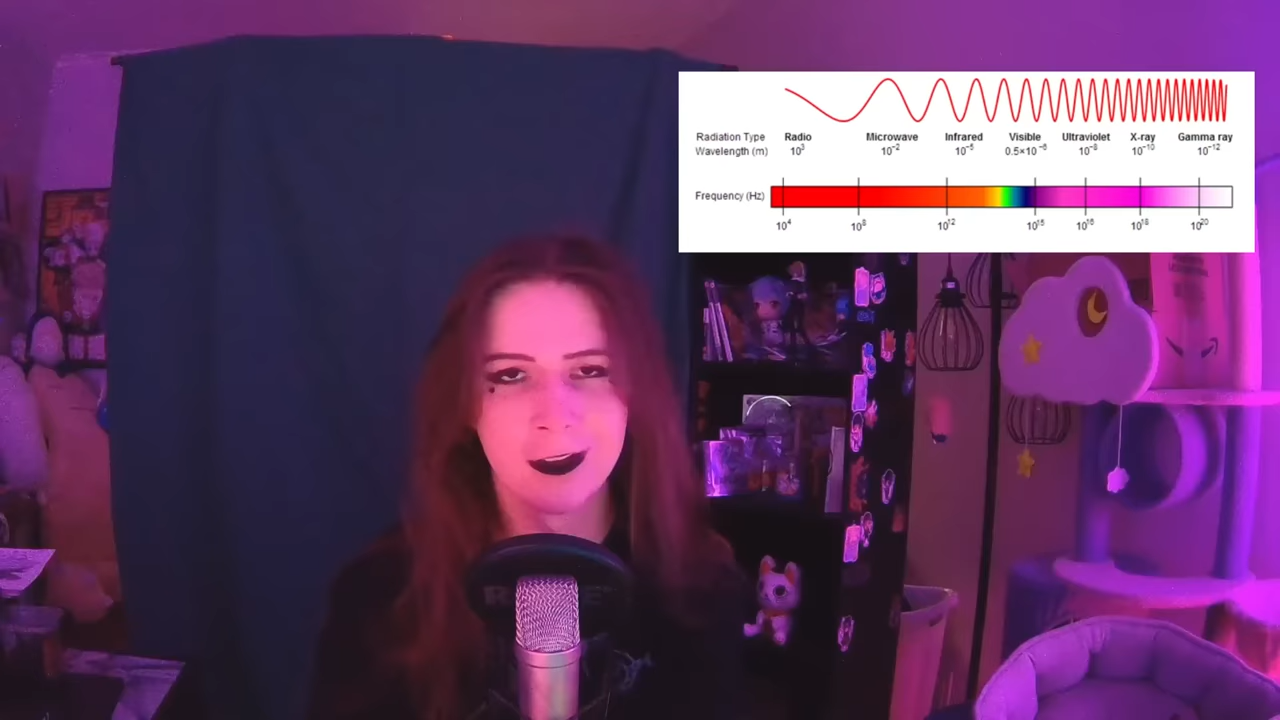 Radiation Type Radio Microwave Infrared Visible Ultraviolet X-ray Gamma ray
Wavelength (m) 10³ 10⁻² 10⁻⁵ 0.5×10⁻⁶ 10⁻⁸ 10⁻¹⁰ 10⁻¹²
Frequency (Hz)
10⁴ 10⁸ 10¹² 10¹⁵ 10¹⁶ 10¹⁸ 10²⁰